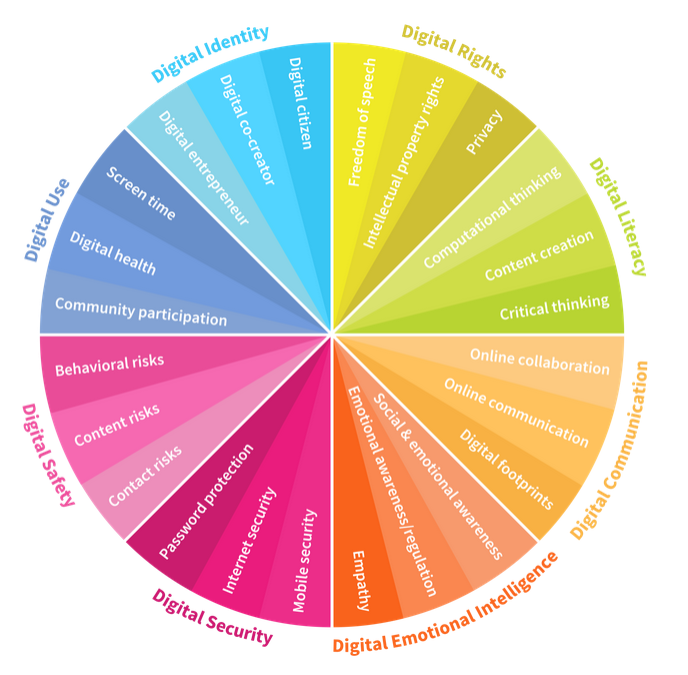 Digital Rights
Freedom of speech
Intellectual property rights
Privacy
Digital Literacy
Computational thinking
Content creation
Critical thinking
Digital Communication
Online collaboration
Online communication
Digital footprints
Digital Emotional Intelligence
Social & emotional awareness
Emotional awareness/regulation
Empathy
Digital Security
Mobile security
Internet security
Password protection
Digital Safety
Contact risks
Content risks
Behavioral risks
Digital Use
Community participation
Digital health
Screen time
Digital Identity
Digital entrepreneur
Digital co-creator
Digital citizen